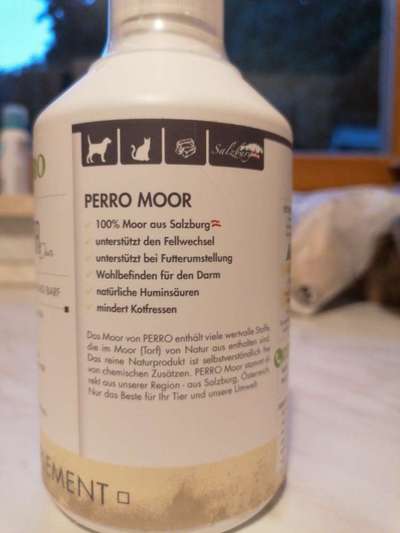 Salzburg
PERRO MOOR
100% Moor aus Salzburg
unterstützt den Fellwechsel
unterstützt bei Futterumstellung
Wohlbefinden für den Darm
natürliche Huminsäuren
mindert Kotfressen
Das Moor von PERRO enthält viele wertvolle Stoffe,
die im Moor (Torf) von Natur aus enthalten sind.
Das reine Naturprodukt ist selbstverständlich frei
von chemischen Zusätzen. PERRO Moor stammt di-
rekt aus unserer Region - aus Salzburg, Österreich.
Nur das Beste für Ihr Tier und unsere Umwelt
BARF
EMENT